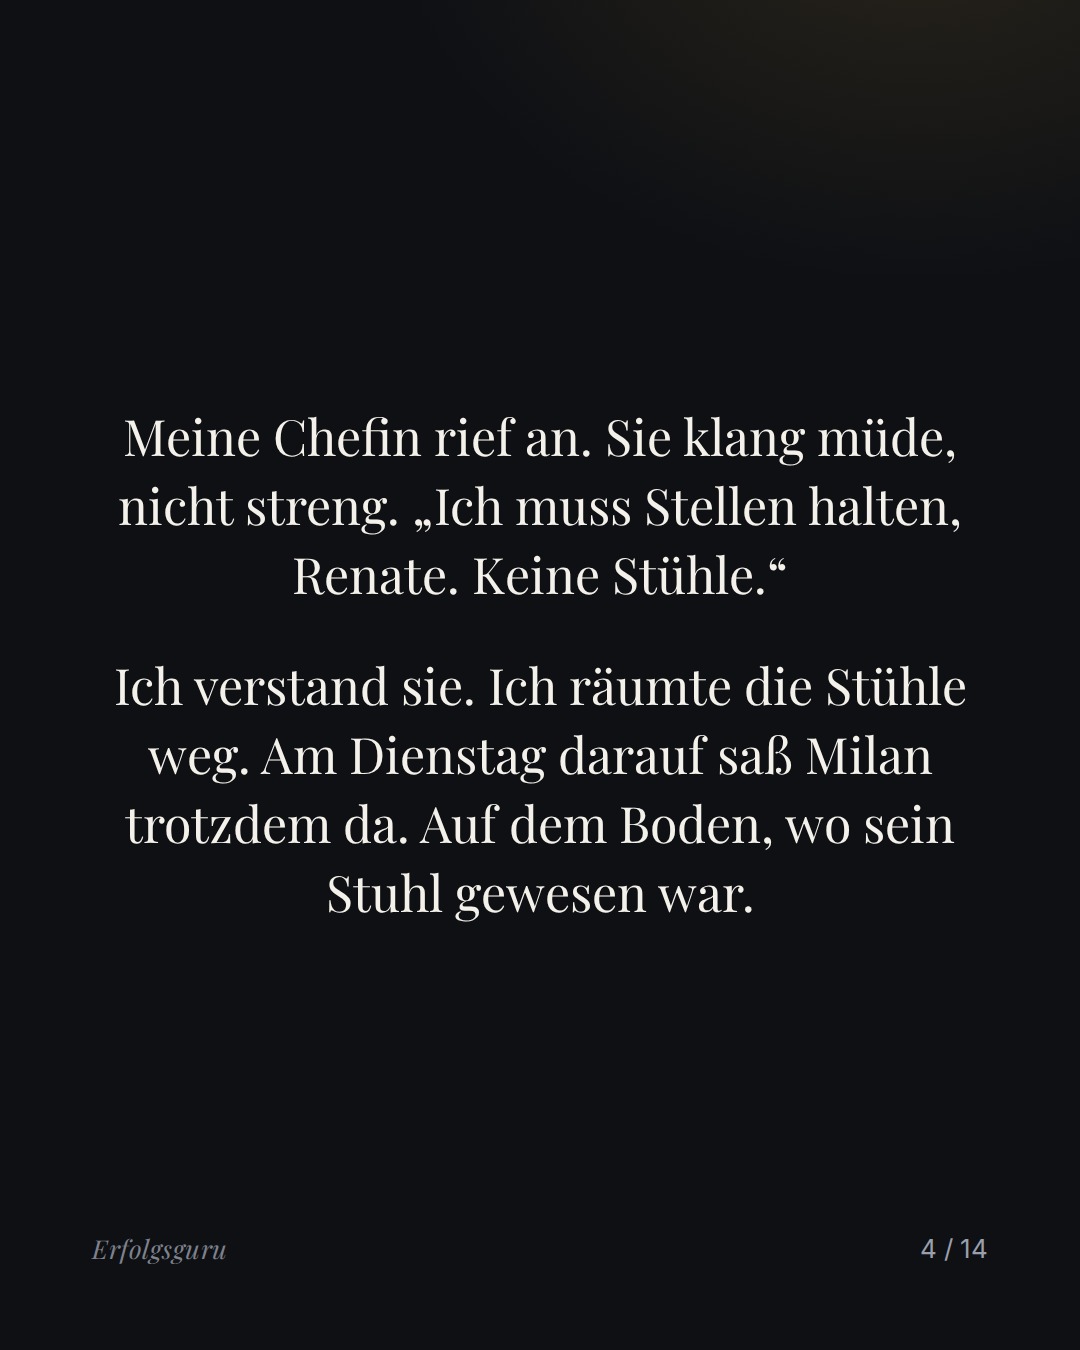 Meine Chefin rief an. Sie klang müde,
nicht streng. „Ich muss Stellen halten,
Renate. Keine Stühle.“
Ich verstand sie. Ich räumte die Stühle
weg. Am Dienstag darauf saß Milan
trotzdem da. Auf dem Boden, wo sein
Stuhl gewesen war.
Erfolgsguru
4 / 14